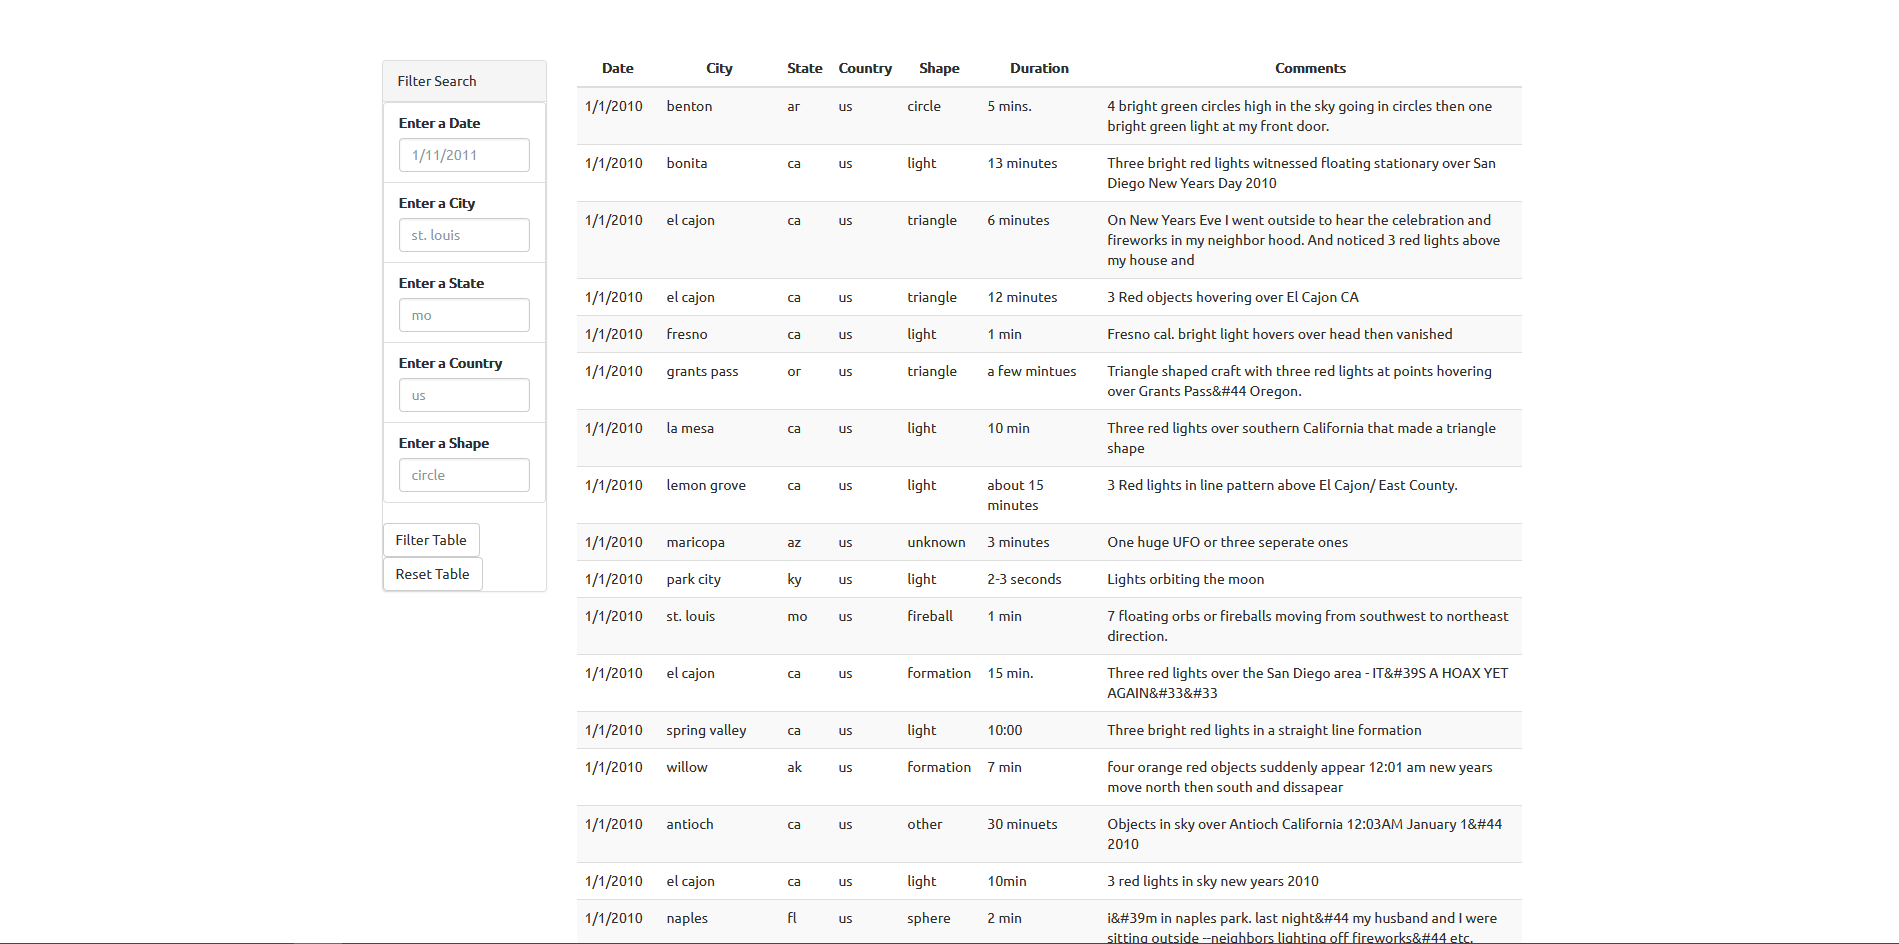 Filter Search
Enter a Date
1/11/2011
Enter a City
st. louis
Enter a State
mo
Enter a Country
us
Enter a Shape
circle
Filter Table
Reset Table
Date City State Country Shape Duration Comments
1/1/2010 benton ar us circle 5 mins. 4 bright green circles high in the sky going in circles then one
bright green light at my front door.
1/1/2010 bonita ca us light 13 minutes Three bright red lights witnessed floating stationary over San
Diego New Years Day 2010
1/1/2010 el cajon ca us triangle 6 minutes On New Years Eve I went outside to hear the celebration and
fireworks in my neighbor hood. And noticed 3 red lights above
my house and
1/1/2010 el cajon ca us triangle 12 minutes 3 Red objects hovering over El Cajon CA
1/1/2010 fresno ca us light 1 min Fresno cal. bright light hovers over head then vanished
1/1/2010 grants pass or us triangle a few mintues Triangle shaped craft with three red lights at points hovering
over Grants Pass&#44 Oregon.
1/1/2010 la mesa ca us light 10 min Three red lights over southern California that made a triangle
shape
1/1/2010 lemon grove ca us light about 15 3 Red lights in line pattern above El Cajon/ East County.
minutes
1/1/2010 maricopa az us unknown 3 minutes One huge UFO or three seperate ones
1/1/2010 park city ky us light 2-3 seconds Lights orbiting the moon
1/1/2010 st. louis mo us fireball 1 min 7 floating orbs or fireballs moving from southwest to northeast
direction.
1/1/2010 el cajon ca us formation 15 min. Three red lights over the San Diego area - IT&#39S A HOAX YET
AGAIN&#33&#33
1/1/2010 spring valley ca us light 10:00 Three bright red lights in a straight line formation
1/1/2010 willow ak us formation 7 min four orange red objects suddenly appear 12:01 am new years
move north then south and dissapear
1/1/2010 antioch ca us other 30 minuets Objects in sky over Antioch California 12:03AM January 1&#44
2010
1/1/2010 el cajon ca us light 10min 3 red lights in sky new years 2010
1/1/2010 naples fl us sphere 2 min i&#39m in naples park. last night&#44 my husband and I were
sitting outside --neighbors lighting off fireworks&#44 etc.